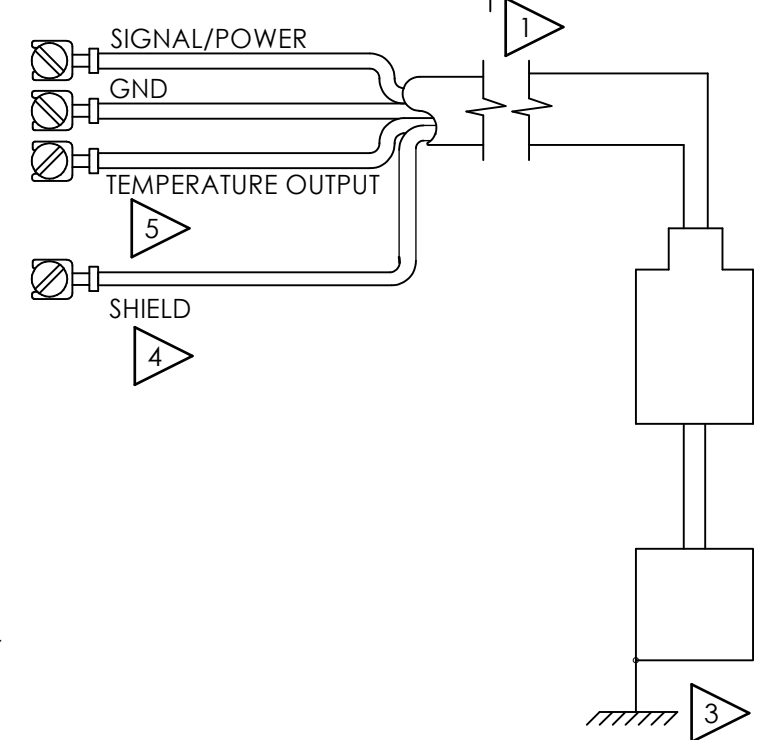 1
SIGNAL/POWER
GND
TEMPERATURE OUTPUT
5
SHIELD
4
3